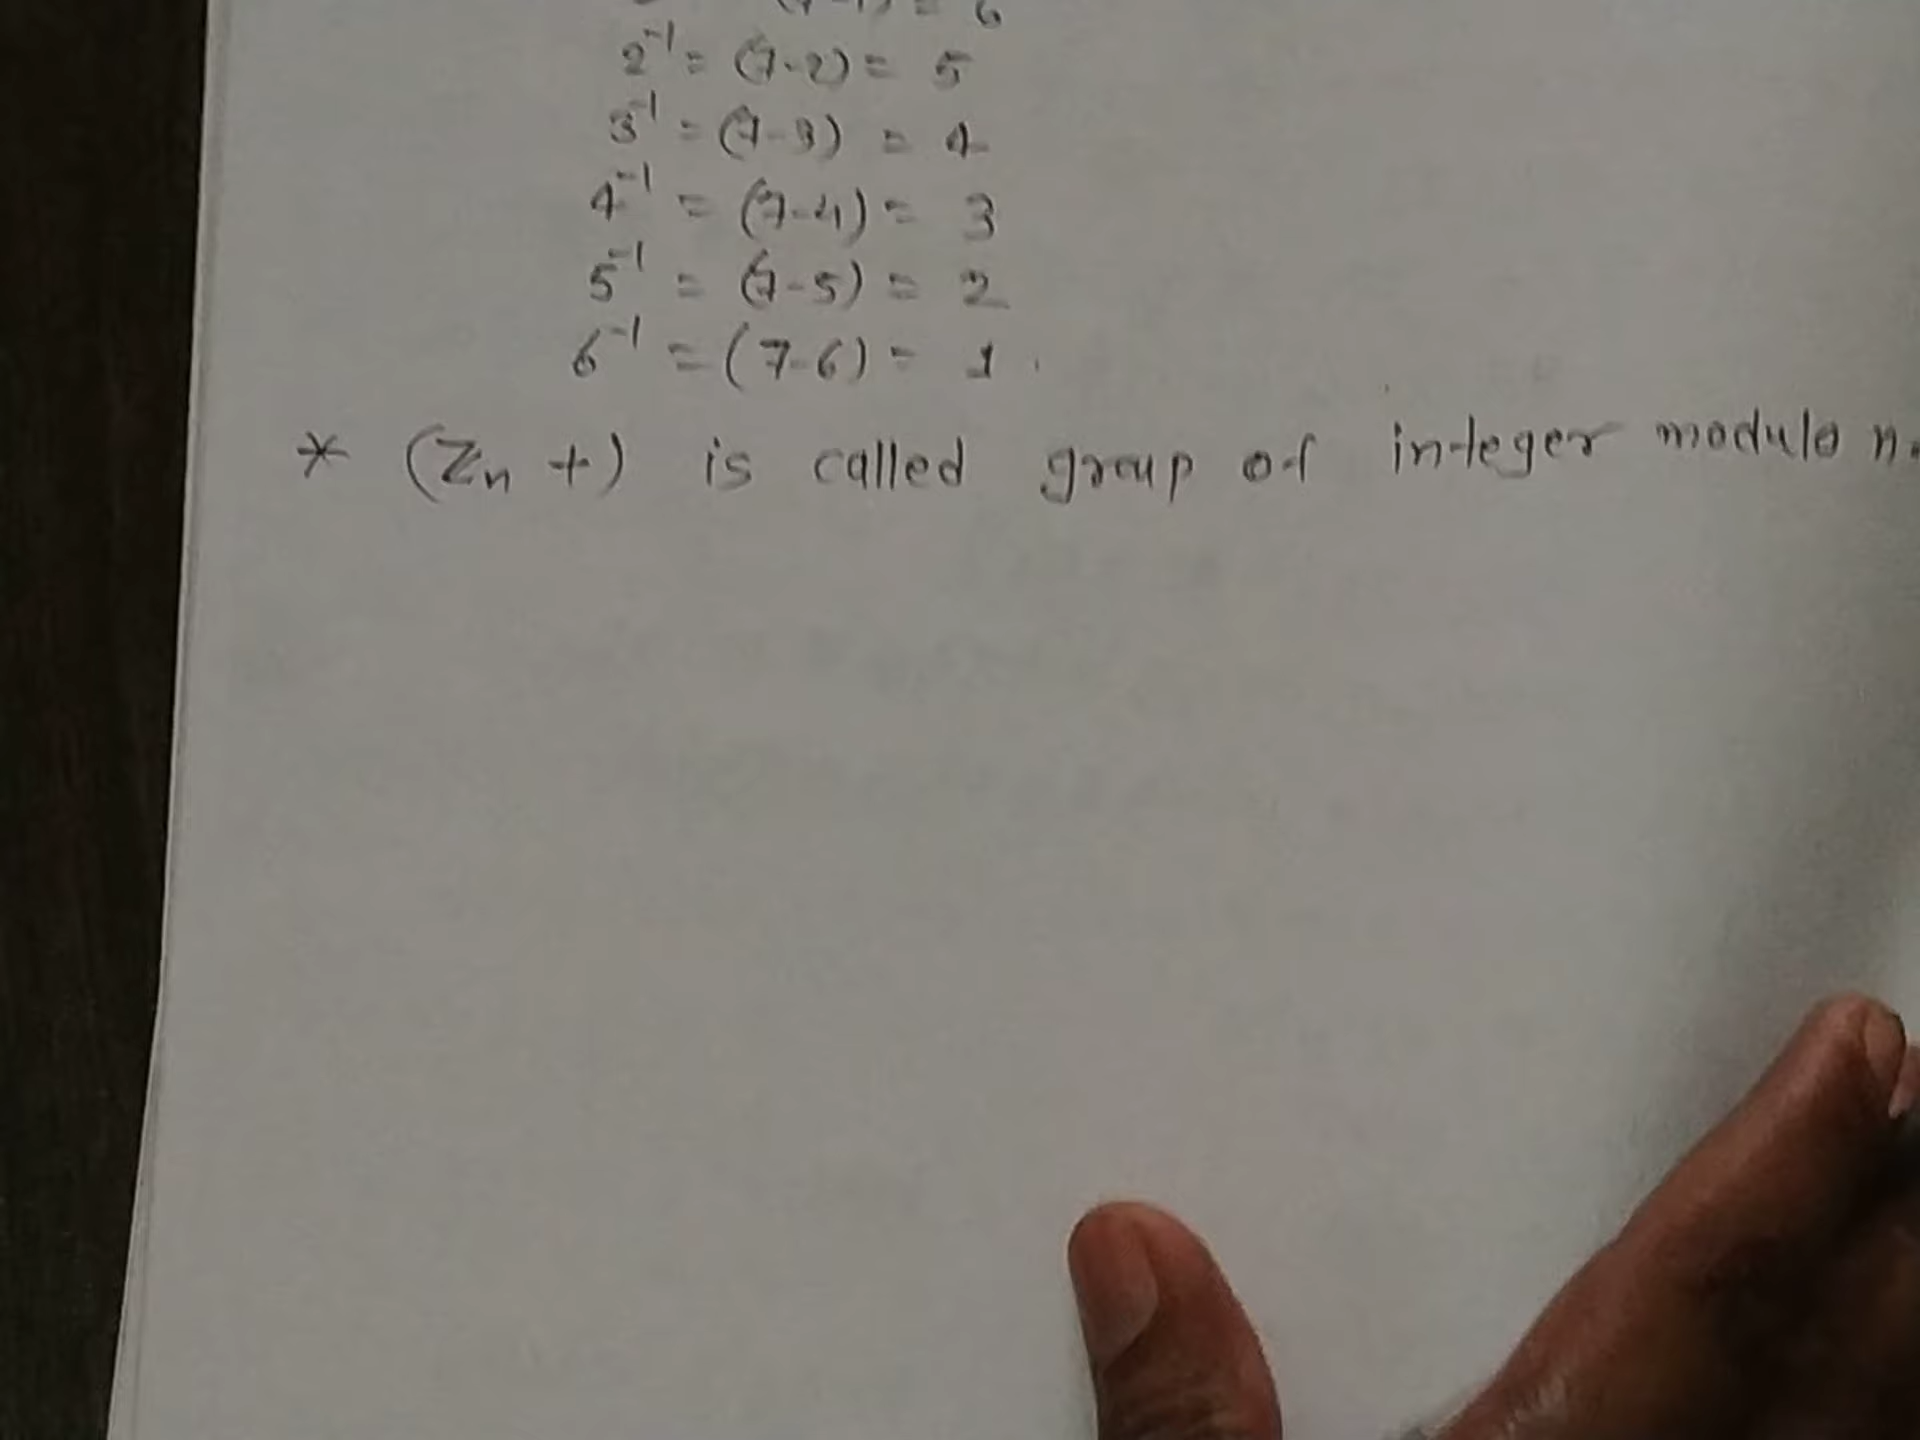 2⁻¹ = (7-2) = 5
3⁻¹ = (7-3) = 4
4⁻¹ = (7-4) = 3
5⁻¹ = (7-5) = 2
6⁻¹ = (7-6) = 1.
* (Zn +) is called group of integer modulo n.